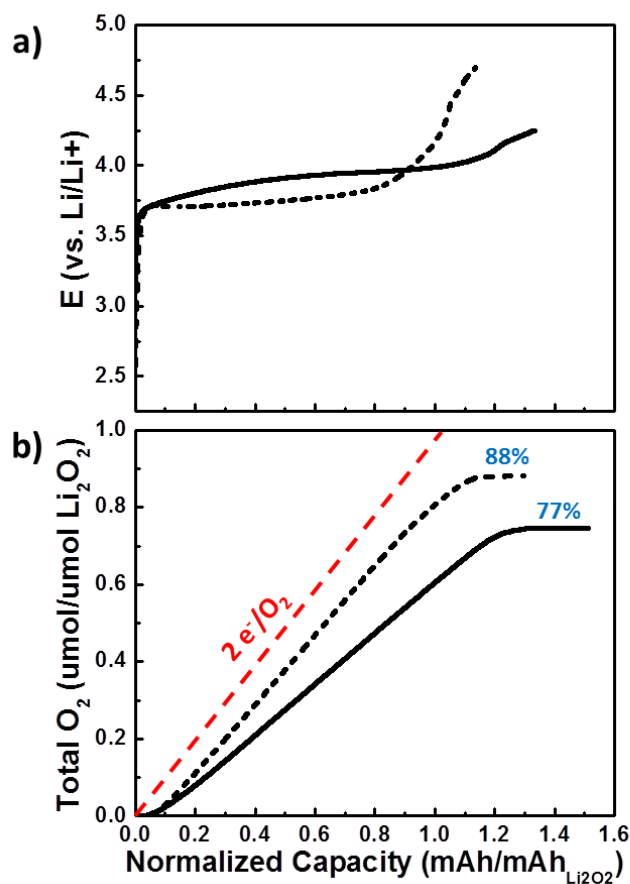 a)
E (vs. Li/Li+)
5.0
4.5
4.0
3.5
3.0
2.5
b)
Total O₂ (umol/umol Li₂O₂)
1.0
0.8
0.6
0.4
0.2
0.0
2 e⁻/O₂
88%
77%
0.0 0.2 0.4 0.6 0.8 1.0 1.2 1.4 1.6
Normalized Capacity (mAh/mAh_Li2O2)